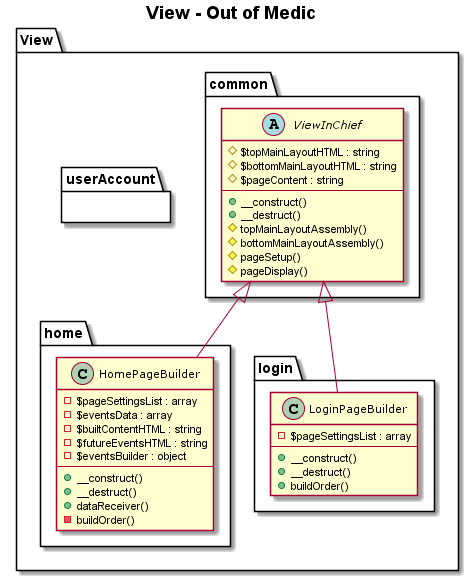 View - Out of Medic
View
common
A ViewInChief
$topMainLayoutHTML : string
$bottomMainLayoutHTML : string
$pageContent : string
__construct()
__destruct()
topMainLayoutAssembly()
bottomMainLayoutAssembly()
pageSetup()
pageDisplay()
userAccount
home
C HomePageBuilder
$pageSettingsList : array
$eventsData : array
$builtContentHTML : string
$futureEventsHTML : string
$eventsBuilder : object
__construct()
__destruct()
dataReceiver()
buildOrder()
login
C LoginPageBuilder
$pageSettingsList : array
__construct()
__destruct()
buildOrder()